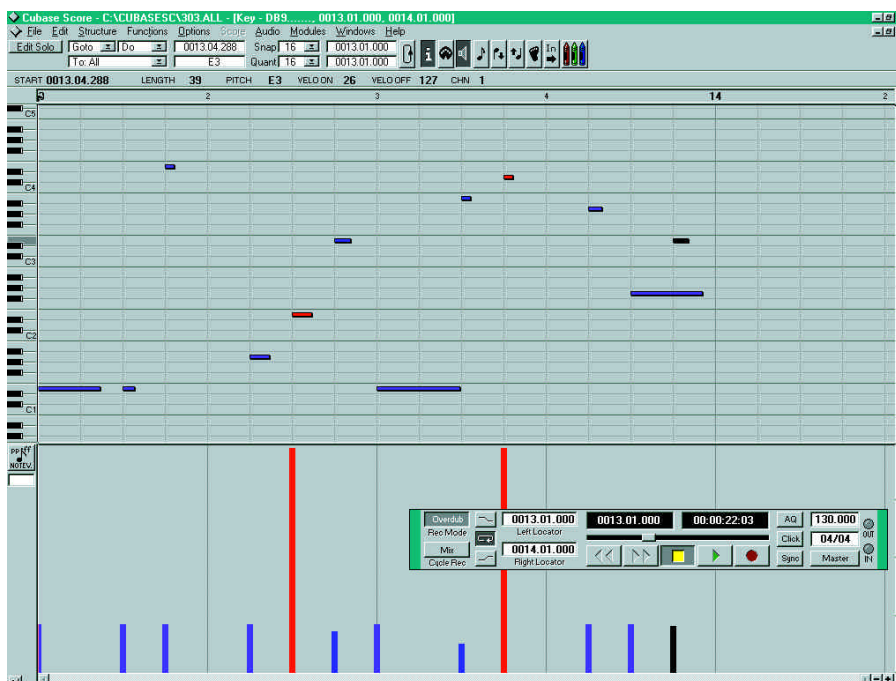 Cubase Score - C:\CUBASESC\303.ALL - [Key - DB9......., 0013.01.000, 0014.01.000]
File Edit Structure Functions Options Score Audio Modules Windows Help
Edit Solo Goto Do 0013.04.288 Snap 16 0013.01.000 In
To: All E3 Quant 16 0013.01.000
START 0013.04.288 LENGTH 39 PITCH E3 VELO ON 26 VELO OFF 127 CHN 1
2 3 4 14 2
C5
C4
C3
C2
C1
PP ff
NOTEV.
Overdub 0013.01.000 0013.01.000 00:00:22:03 AQ 130.000
Rec Mode Left Locator Click 04/04 OUT
Mix 0014.01.000 Sync Master IN
Cycle Rec Right Locator